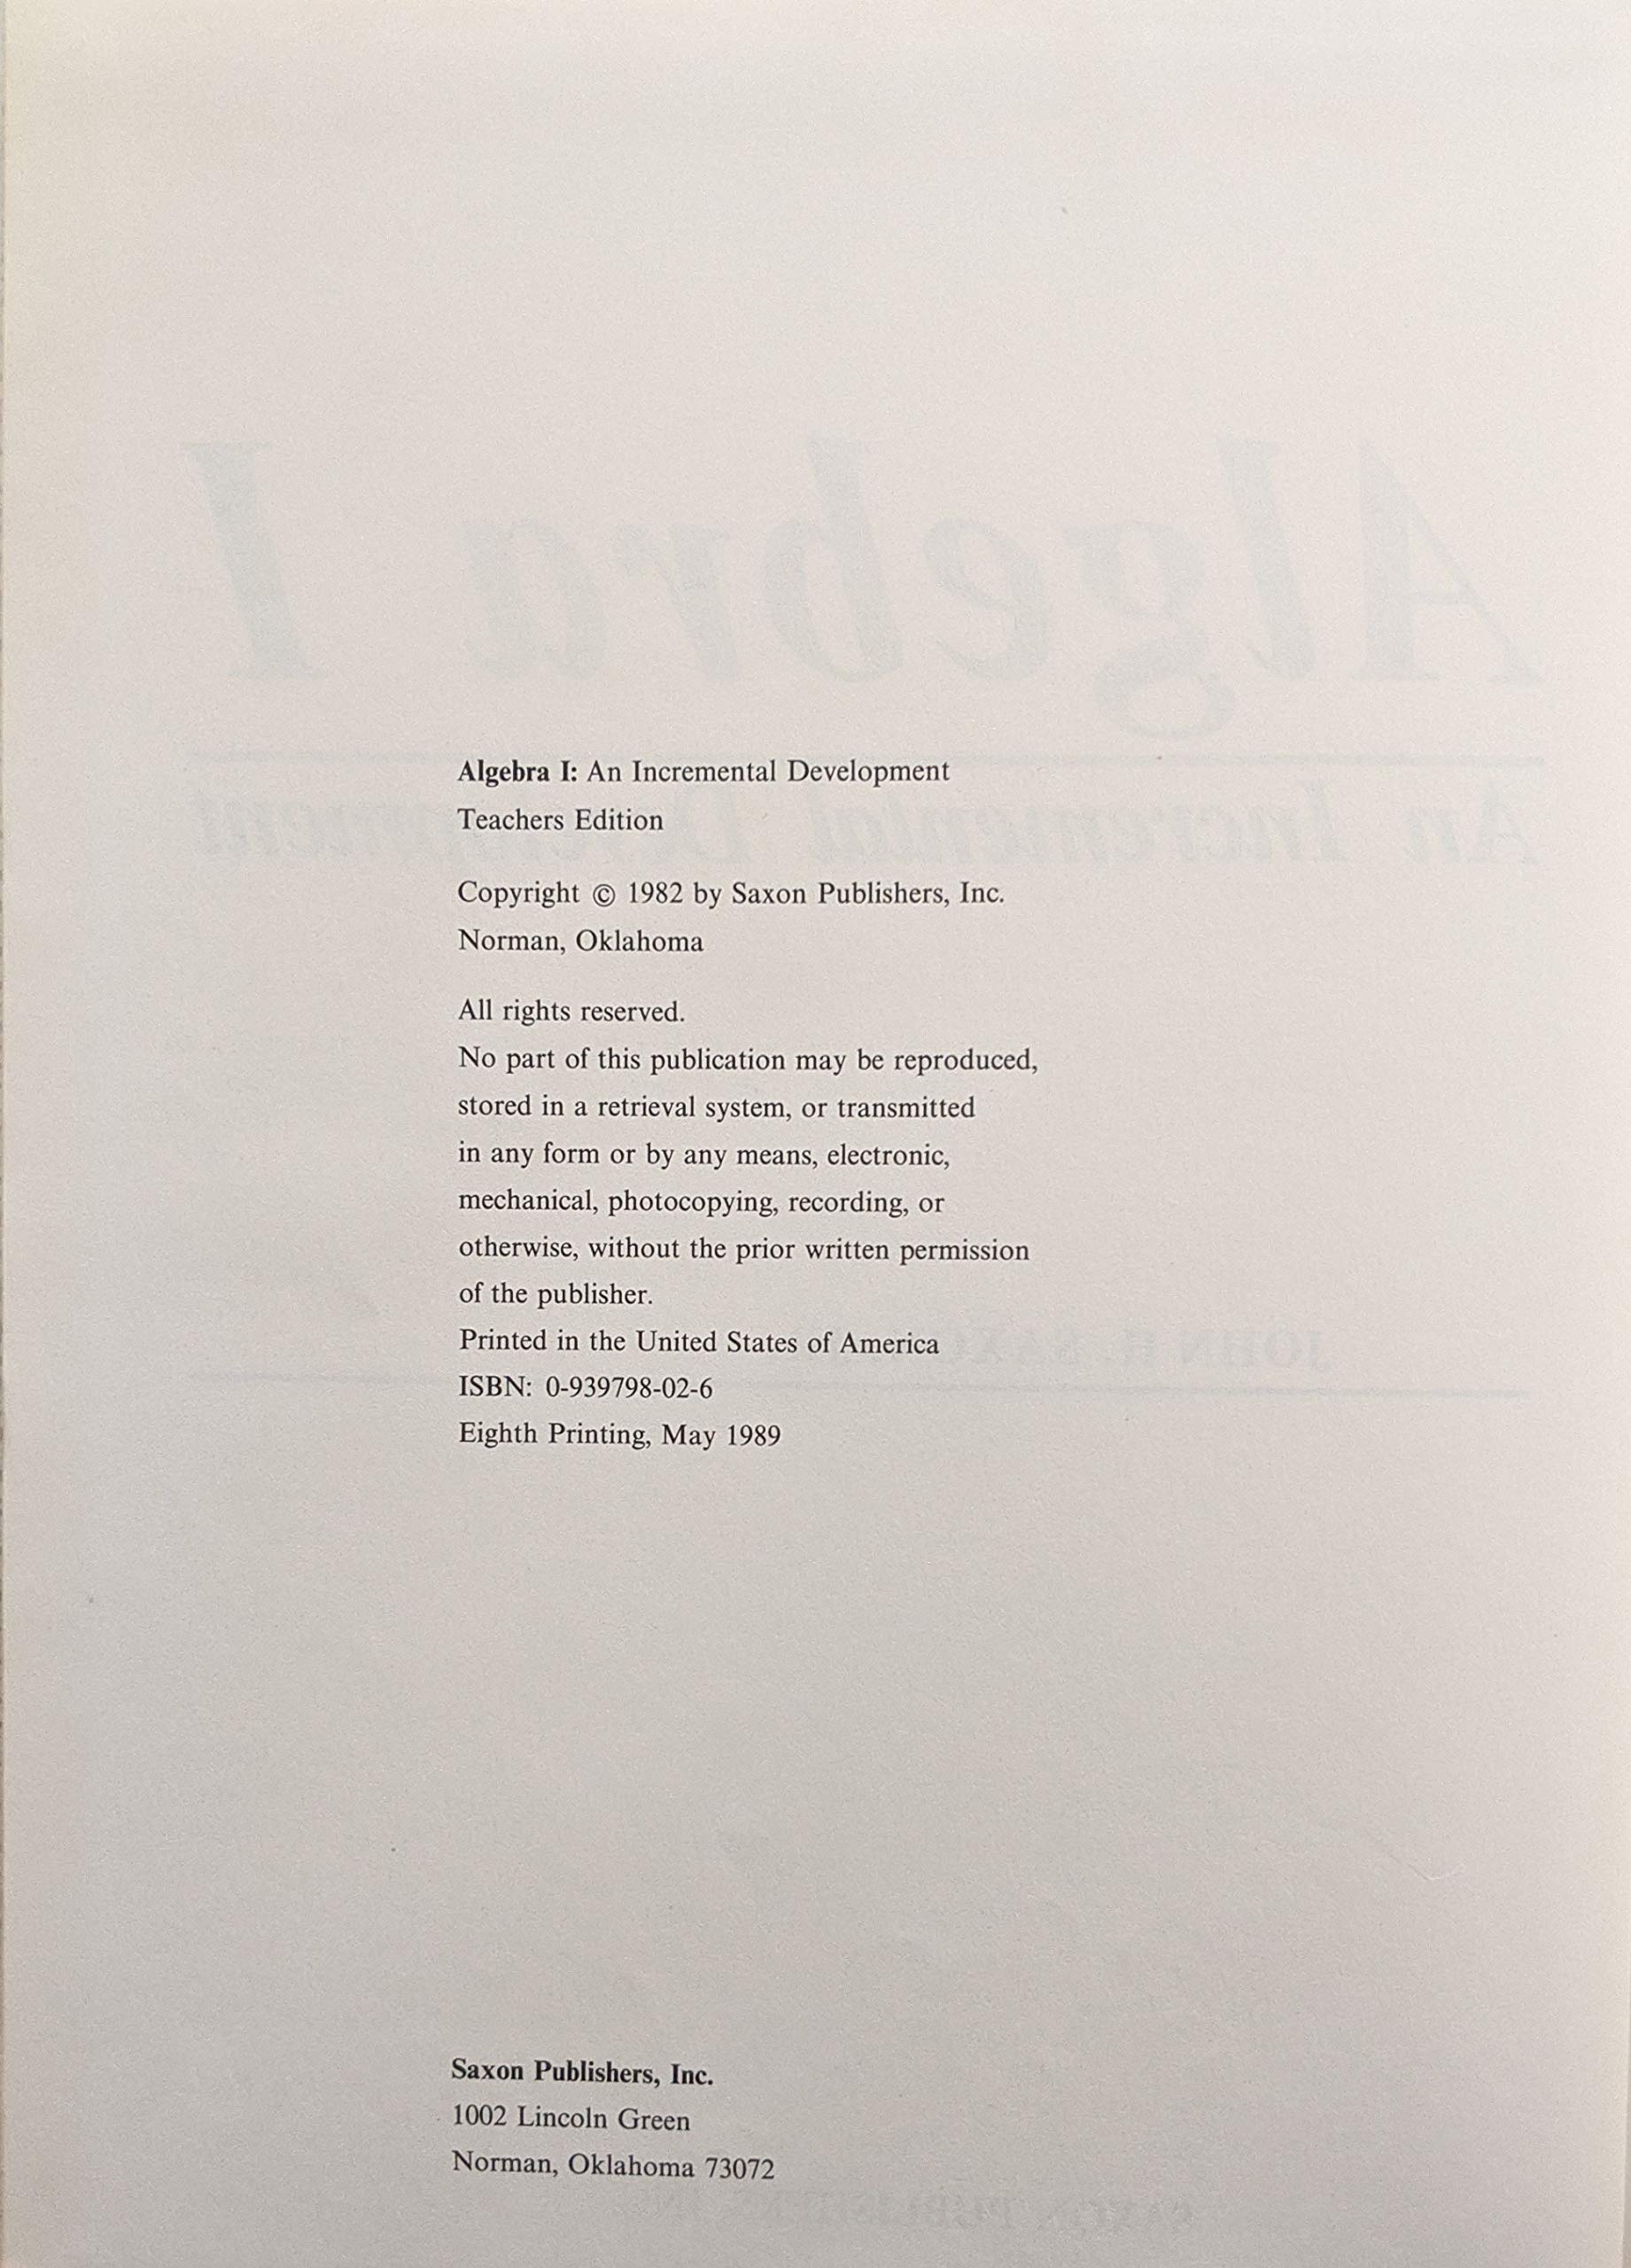 Algebra I: An Incremental Development
Teachers Edition
Copyright © 1982 by Saxon Publishers, Inc.
Norman, Oklahoma
All rights reserved.
No part of this publication may be reproduced,
stored in a retrieval system, or transmitted
in any form or by any means, electronic,
mechanical, photocopying, recording, or
otherwise, without the prior written permission
of the publisher.
Printed in the United States of America
ISBN: 0-939798-02-6
Eighth Printing, May 1989
Saxon Publishers, Inc.
1002 Lincoln Green
Norman, Oklahoma 73072